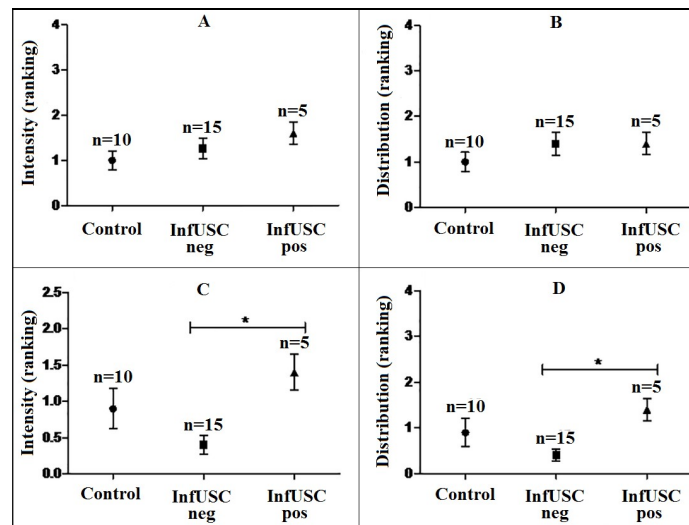 A
Intensity (ranking)
4
3
2
1
0
n=10
n=15
n=5
Control
InfUSC
neg
InfUSC
pos
B
Distribution (ranking)
4
3
2
1
0
n=10
n=15
n=5
Control
InfUSC
neg
InfUSC
pos
C
Intensity (ranking)
2.5
2.0
1.5
1.0
0.5
0.0
n=10
n=15
n=5
*
Control
InfUSC
neg
InfUSC
pos
D
Distribution (ranking)
4
3
2
1
0
n=10
n=15
n=5
*
Control
InfUSC
neg
InfUSC
pos